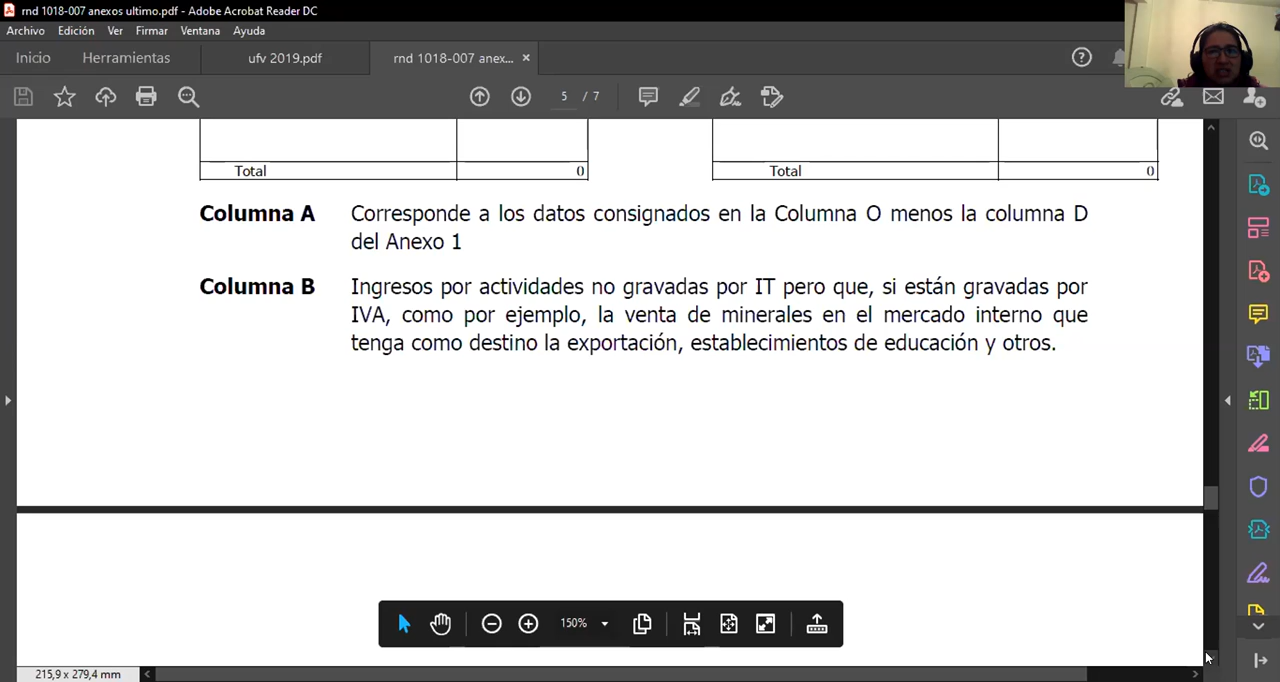 rnd 1018-007 anexos ultimo.pdf - Adobe Acrobat Reader DC
Archivo Edición Ver Firmar Ventana Ayuda
Inicio Herramientas ufv 2019.pdf rnd 1018-007 anex... ×
5 / 7
Total 0 Total 0
Columna A Corresponde a los datos consignados en la Columna O menos la columna D
del Anexo 1
Columna B Ingresos por actividades no gravadas por IT pero que, si están gravadas por
IVA, como por ejemplo, la venta de minerales en el mercado interno que
tenga como destino la exportación, establecimientos de educación y otros.
150%
215,9 x 279,4 mm